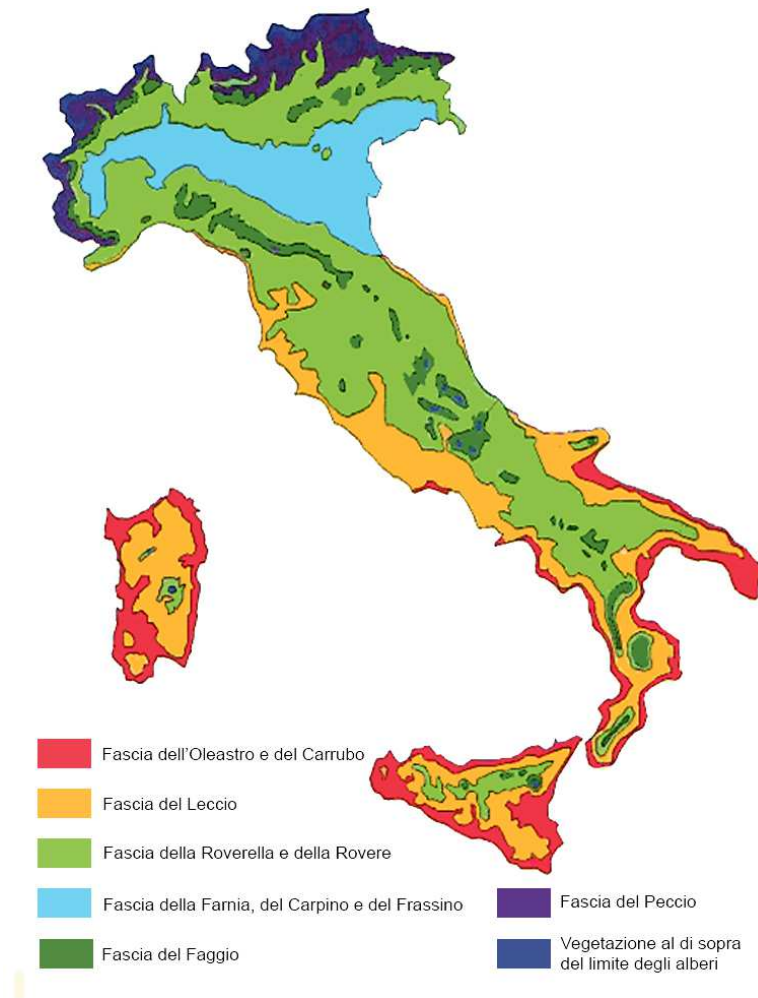 Fascia dell'Oleastro e del Carrubo
Fascia del Leccio
Fascia della Roverella e della Rovere
Fascia della Farnia, del Carpino e del Frassino
Fascia del Faggio
Fascia del Peccio
Vegetazione al di sopra
del limite degli alberi